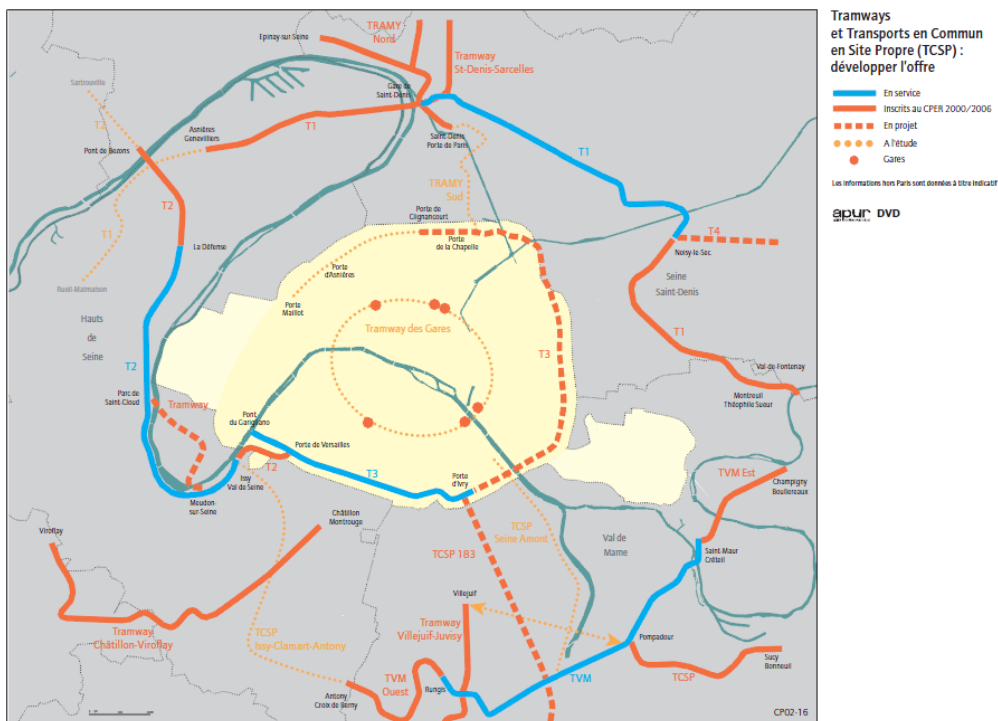 Tramways
et Transports en Commun
en Site Propre (TCSP) :
développer l'offre
En service
Inscrits au CPER 2000/2006
En projet
A l'étude
Gares
Les informations hors Paris sont données à titre indicatif
apur DVD
TRAMY
Nord
Epinay-sur-Seine
Tramway
St-Denis-Sarcelles
Sartrouville
Gare de
Saint-Denis
T2
Asnières
Genevilliers
T1
Pont de Bezons
Saint-Denis
Porte de Paris
T1
TRAMY
Sud
T2
Porte de
Clignancourt
T1
T4
La Défense
Porte
de la Chapelle
Noisy-le-Sec
Porte
d'Asnières
Rueil-Malmaison
Seine
Saint-Denis
Porte
Maillot
Hauts
de
Seine
Tramway des Gares
T1
T3
T2
Val-de-Fontenay
Parc de
Saint-Cloud
Tramway
Montreuil
Théophile Sueur
Pont
du Garigliano
Porte de Versailles
T2
T3
Issy
Val de Seine
Porte
d'Ivry
TVM Est
Champigny
Boullereaux
Meudon
-sur-Seine
Châtillon
Montrouge
Viroflay
TCSP
Seine Amont
Val de
Marne
TCSP 183
Saint-Maur
Créteil
Villejuif
Tramway
Châtillon-Viroflay
TCSP
Issy-Clamart-Antony
Tramway
Villejuif-Juvisy
Pompadour
Sucy
Bonneuil
TVM
Ouest
Rungis
TVM
TCSP
Antony
Croix de Berny
CP02-16